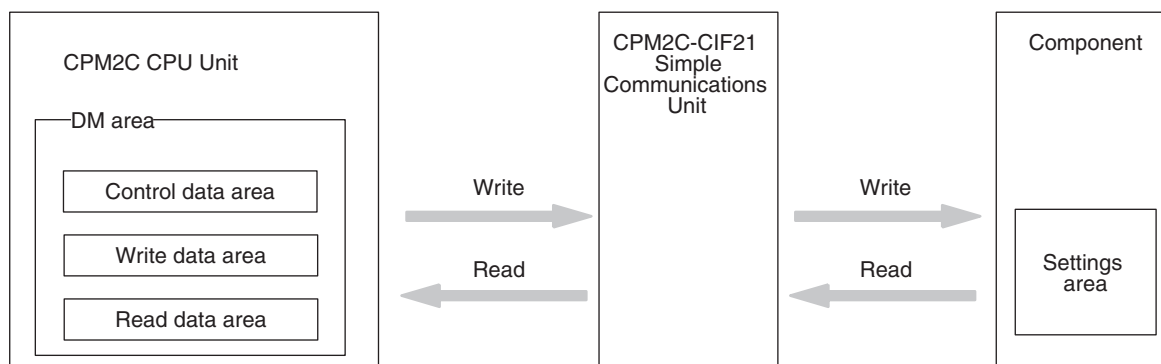 CPM2C CPU Unit
DM area
Control data area
Write data area
Read data area
Write
Read
CPM2C-CIF21
Simple
Communications
Unit
Write
Read
Component
Settings
area